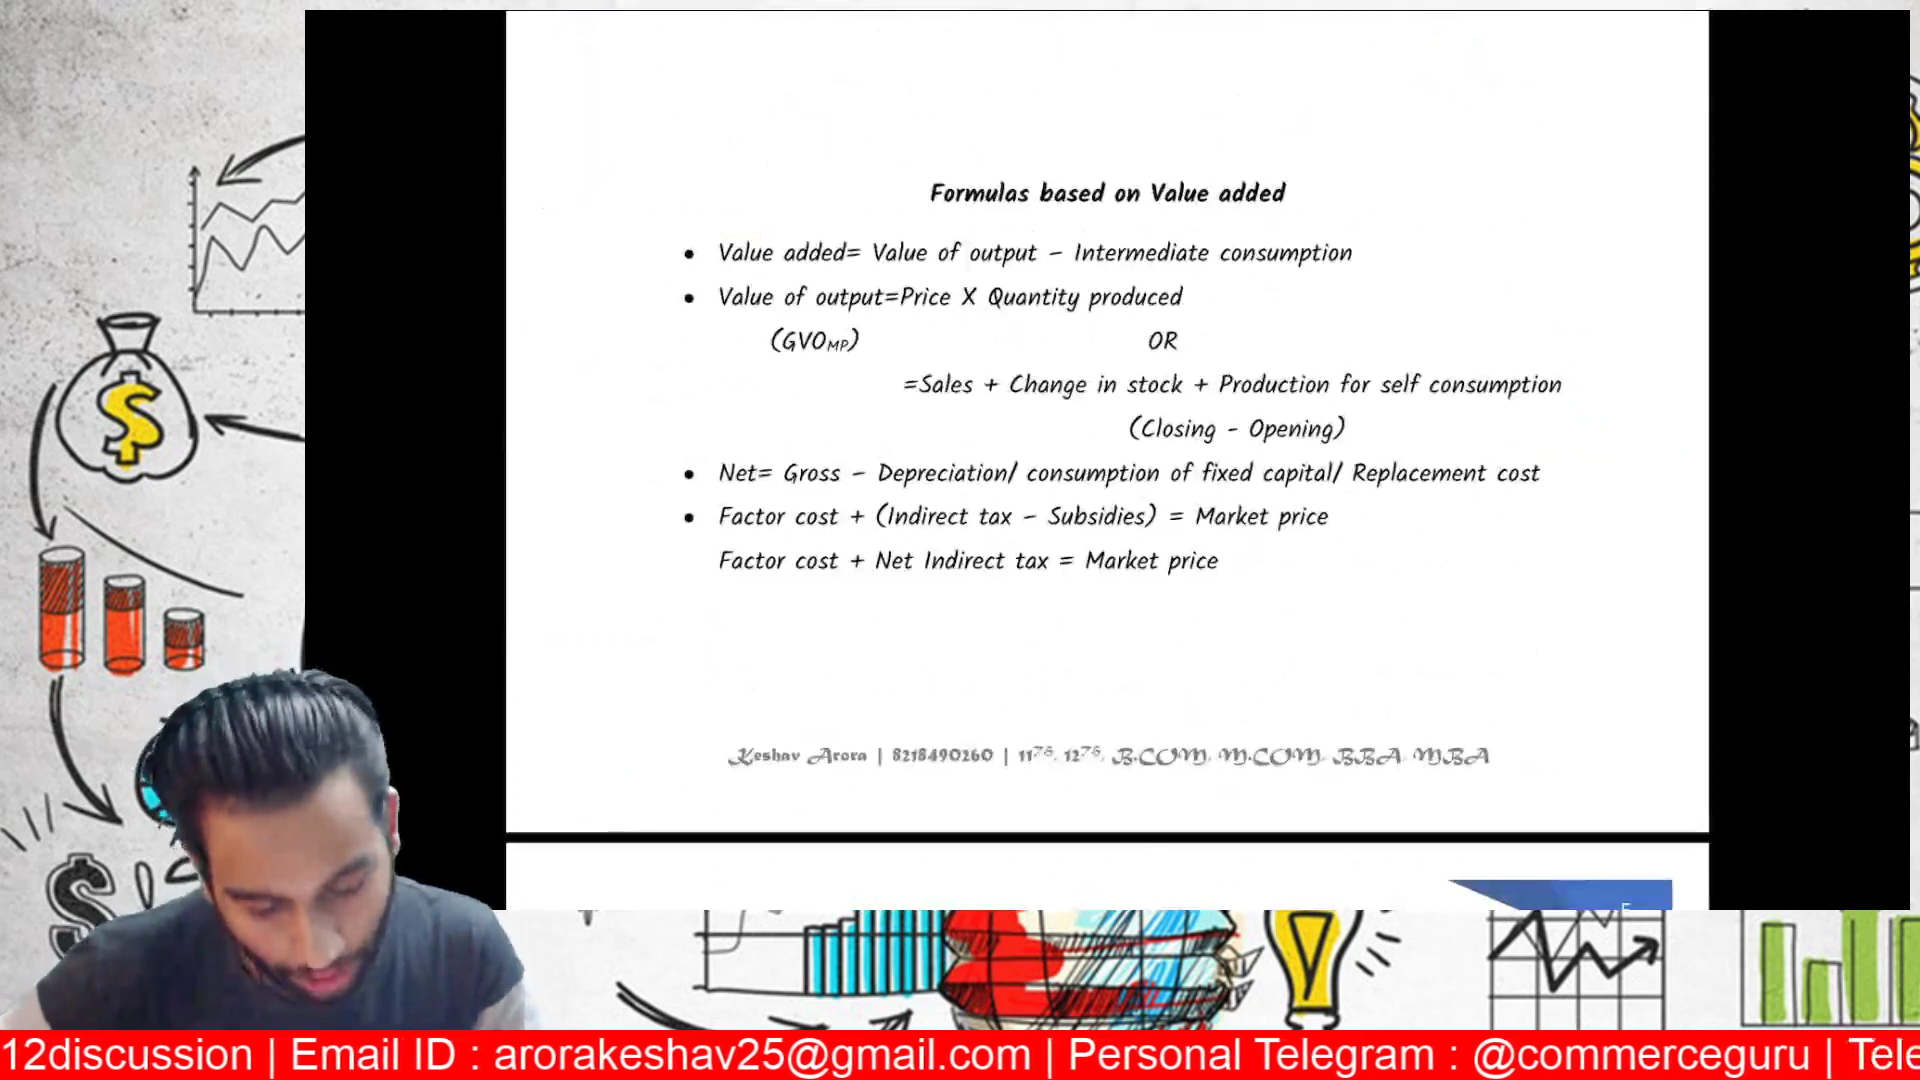 Formulas based on Value added
• Value added= Value of output – Intermediate consumption
• Value of output=Price X Quantity produced
(GVOMP) OR
=Sales + Change in stock + Production for self consumption
(Closing - Opening)
• Net= Gross – Depreciation/ consumption of fixed capital/ Replacement cost
• Factor cost + (Indirect tax – Subsidies) = Market price
Factor cost + Net Indirect tax = Market price
Keshav Arora | 8218490260 | 11TH, 12TH, B.COM, M.COM, BBA, MBA
12discussion | Email ID : arorakeshav25@gmail.com | Personal Telegram : @commerceguru | Tele